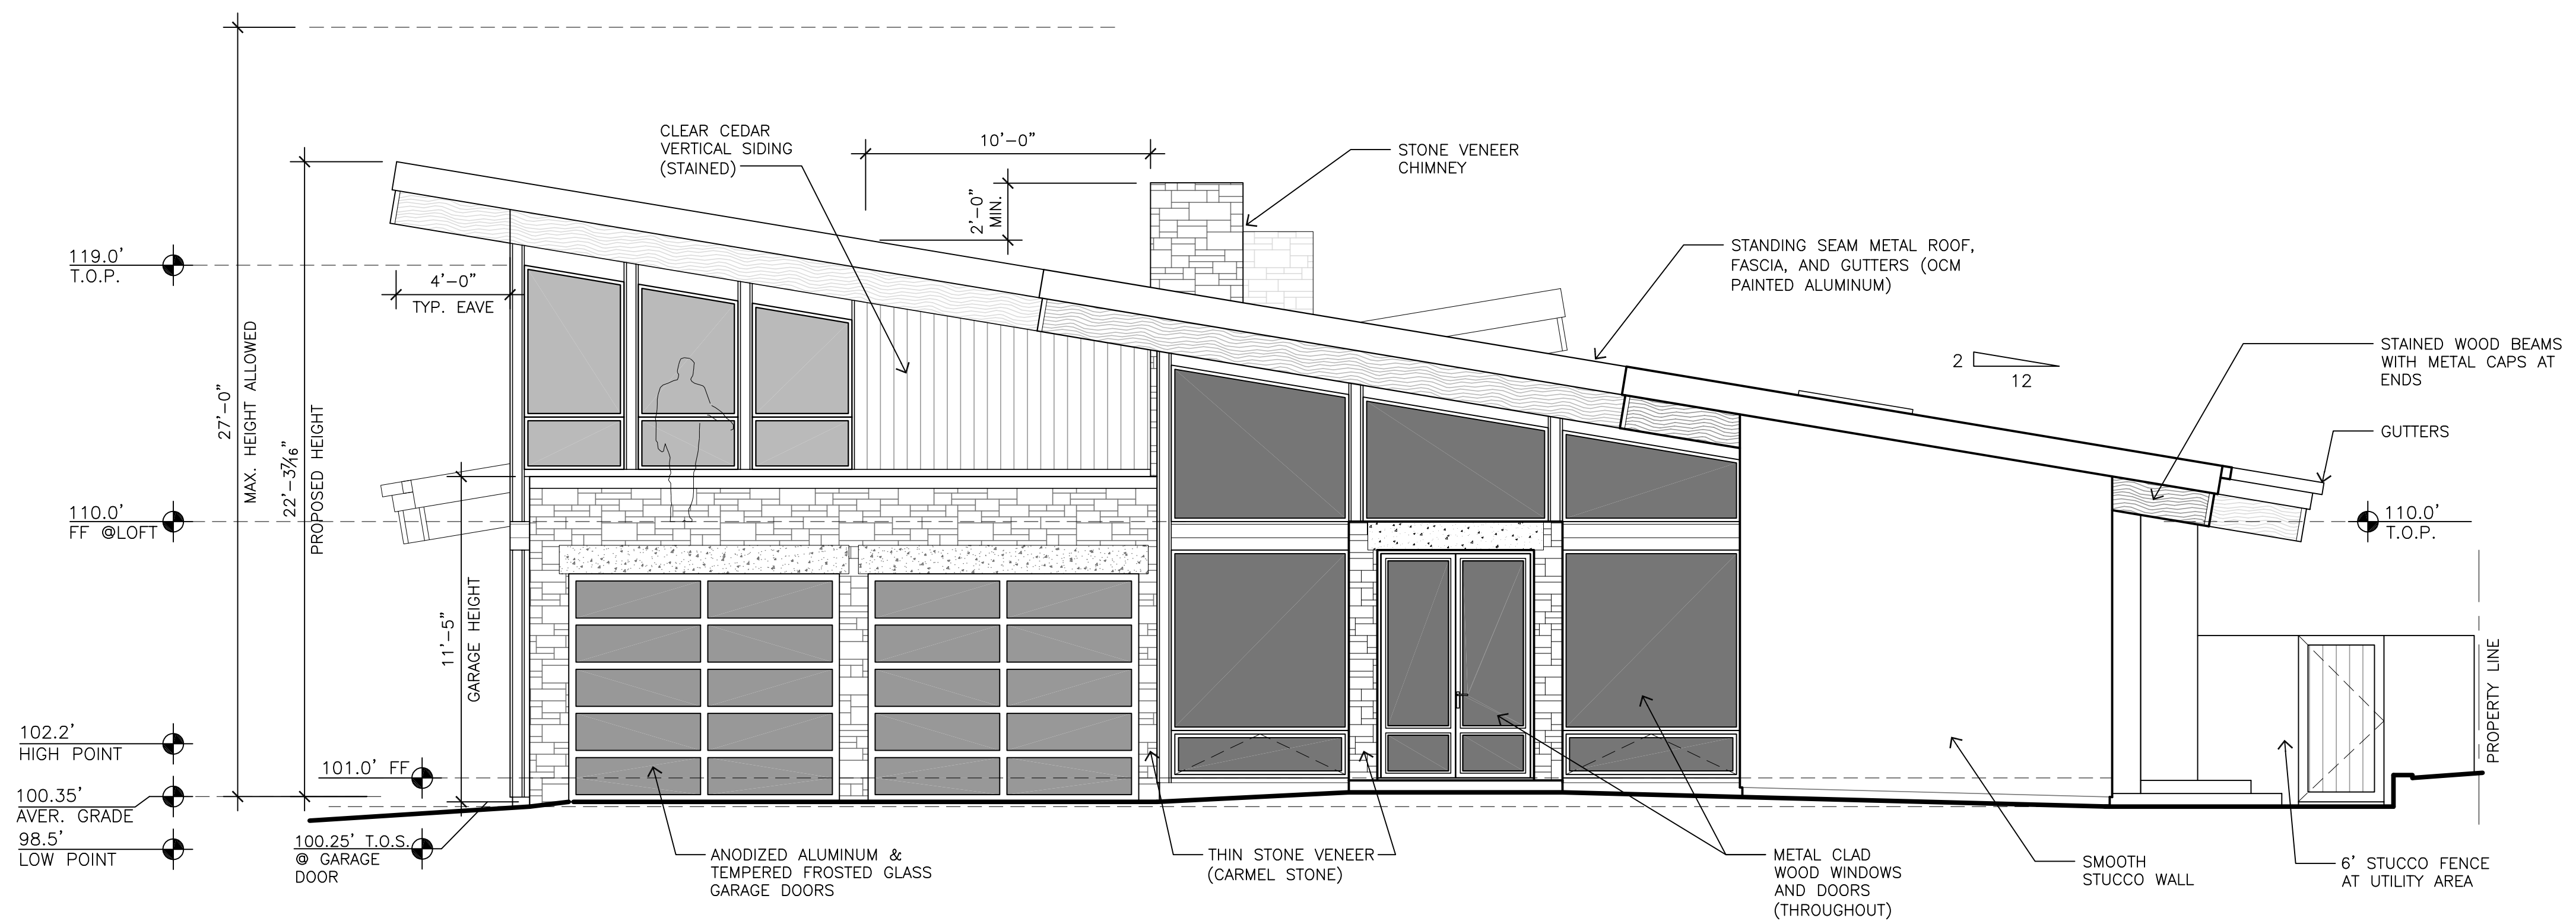 CLEAR CEDAR
VERTICAL SIDING
(STAINED)
10'-0"
2'-0"
MIN.
STONE VENEER
CHIMNEY
STANDING SEAM METAL ROOF,
FASCIA, AND GUTTERS (OCM
PAINTED ALUMINUM)
2
12
STAINED WOOD BEAMS
WITH METAL CAPS AT
ENDS
GUTTERS
119.0'
T.O.P.
4'-0"
TYP. EAVE
27'-0"
MAX. HEIGHT ALLOWED
22'-3 7/16"
PROPOSED HEIGHT
110.0'
FF @LOFT
110.0'
T.O.P.
11'-5"
GARAGE HEIGHT
PROPERTY LINE
102.2'
HIGH POINT
101.0' FF
100.35'
AVER. GRADE
98.5'
LOW POINT
100.25' T.O.S.
@ GARAGE
DOOR
ANODIZED ALUMINUM &
TEMPERED FROSTED GLASS
GARAGE DOORS
THIN STONE VENEER
(CARMEL STONE)
METAL CLAD
WOOD WINDOWS
AND DOORS
(THROUGHOUT)
SMOOTH
STUCCO WALL
6' STUCCO FENCE
AT UTILITY AREA